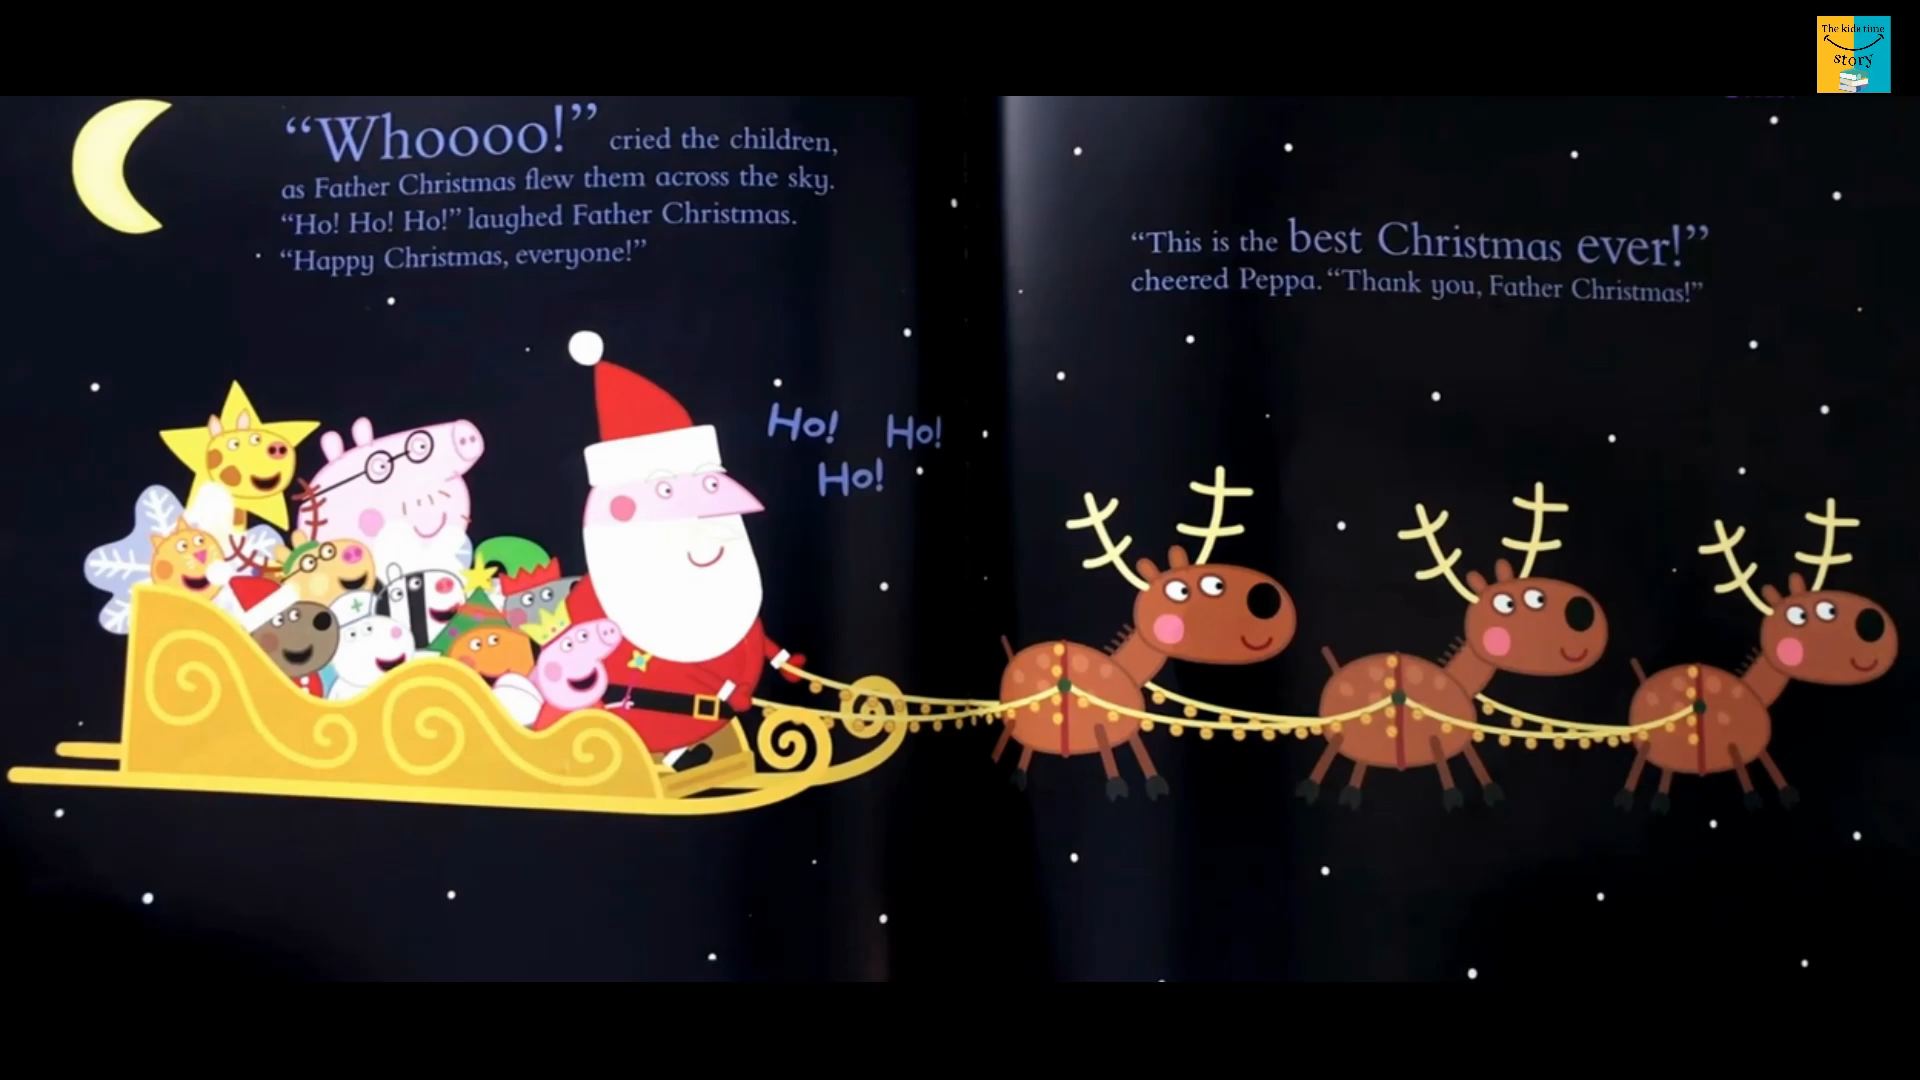 The kids time
story
“Whoooo!” cried the children,
as Father Christmas flew them across the sky.
“Ho! Ho! Ho!” laughed Father Christmas.
“Happy Christmas, everyone!”
“This is the best Christmas ever!”
cheered Peppa. “Thank you, Father Christmas!”
Ho! Ho!
Ho!